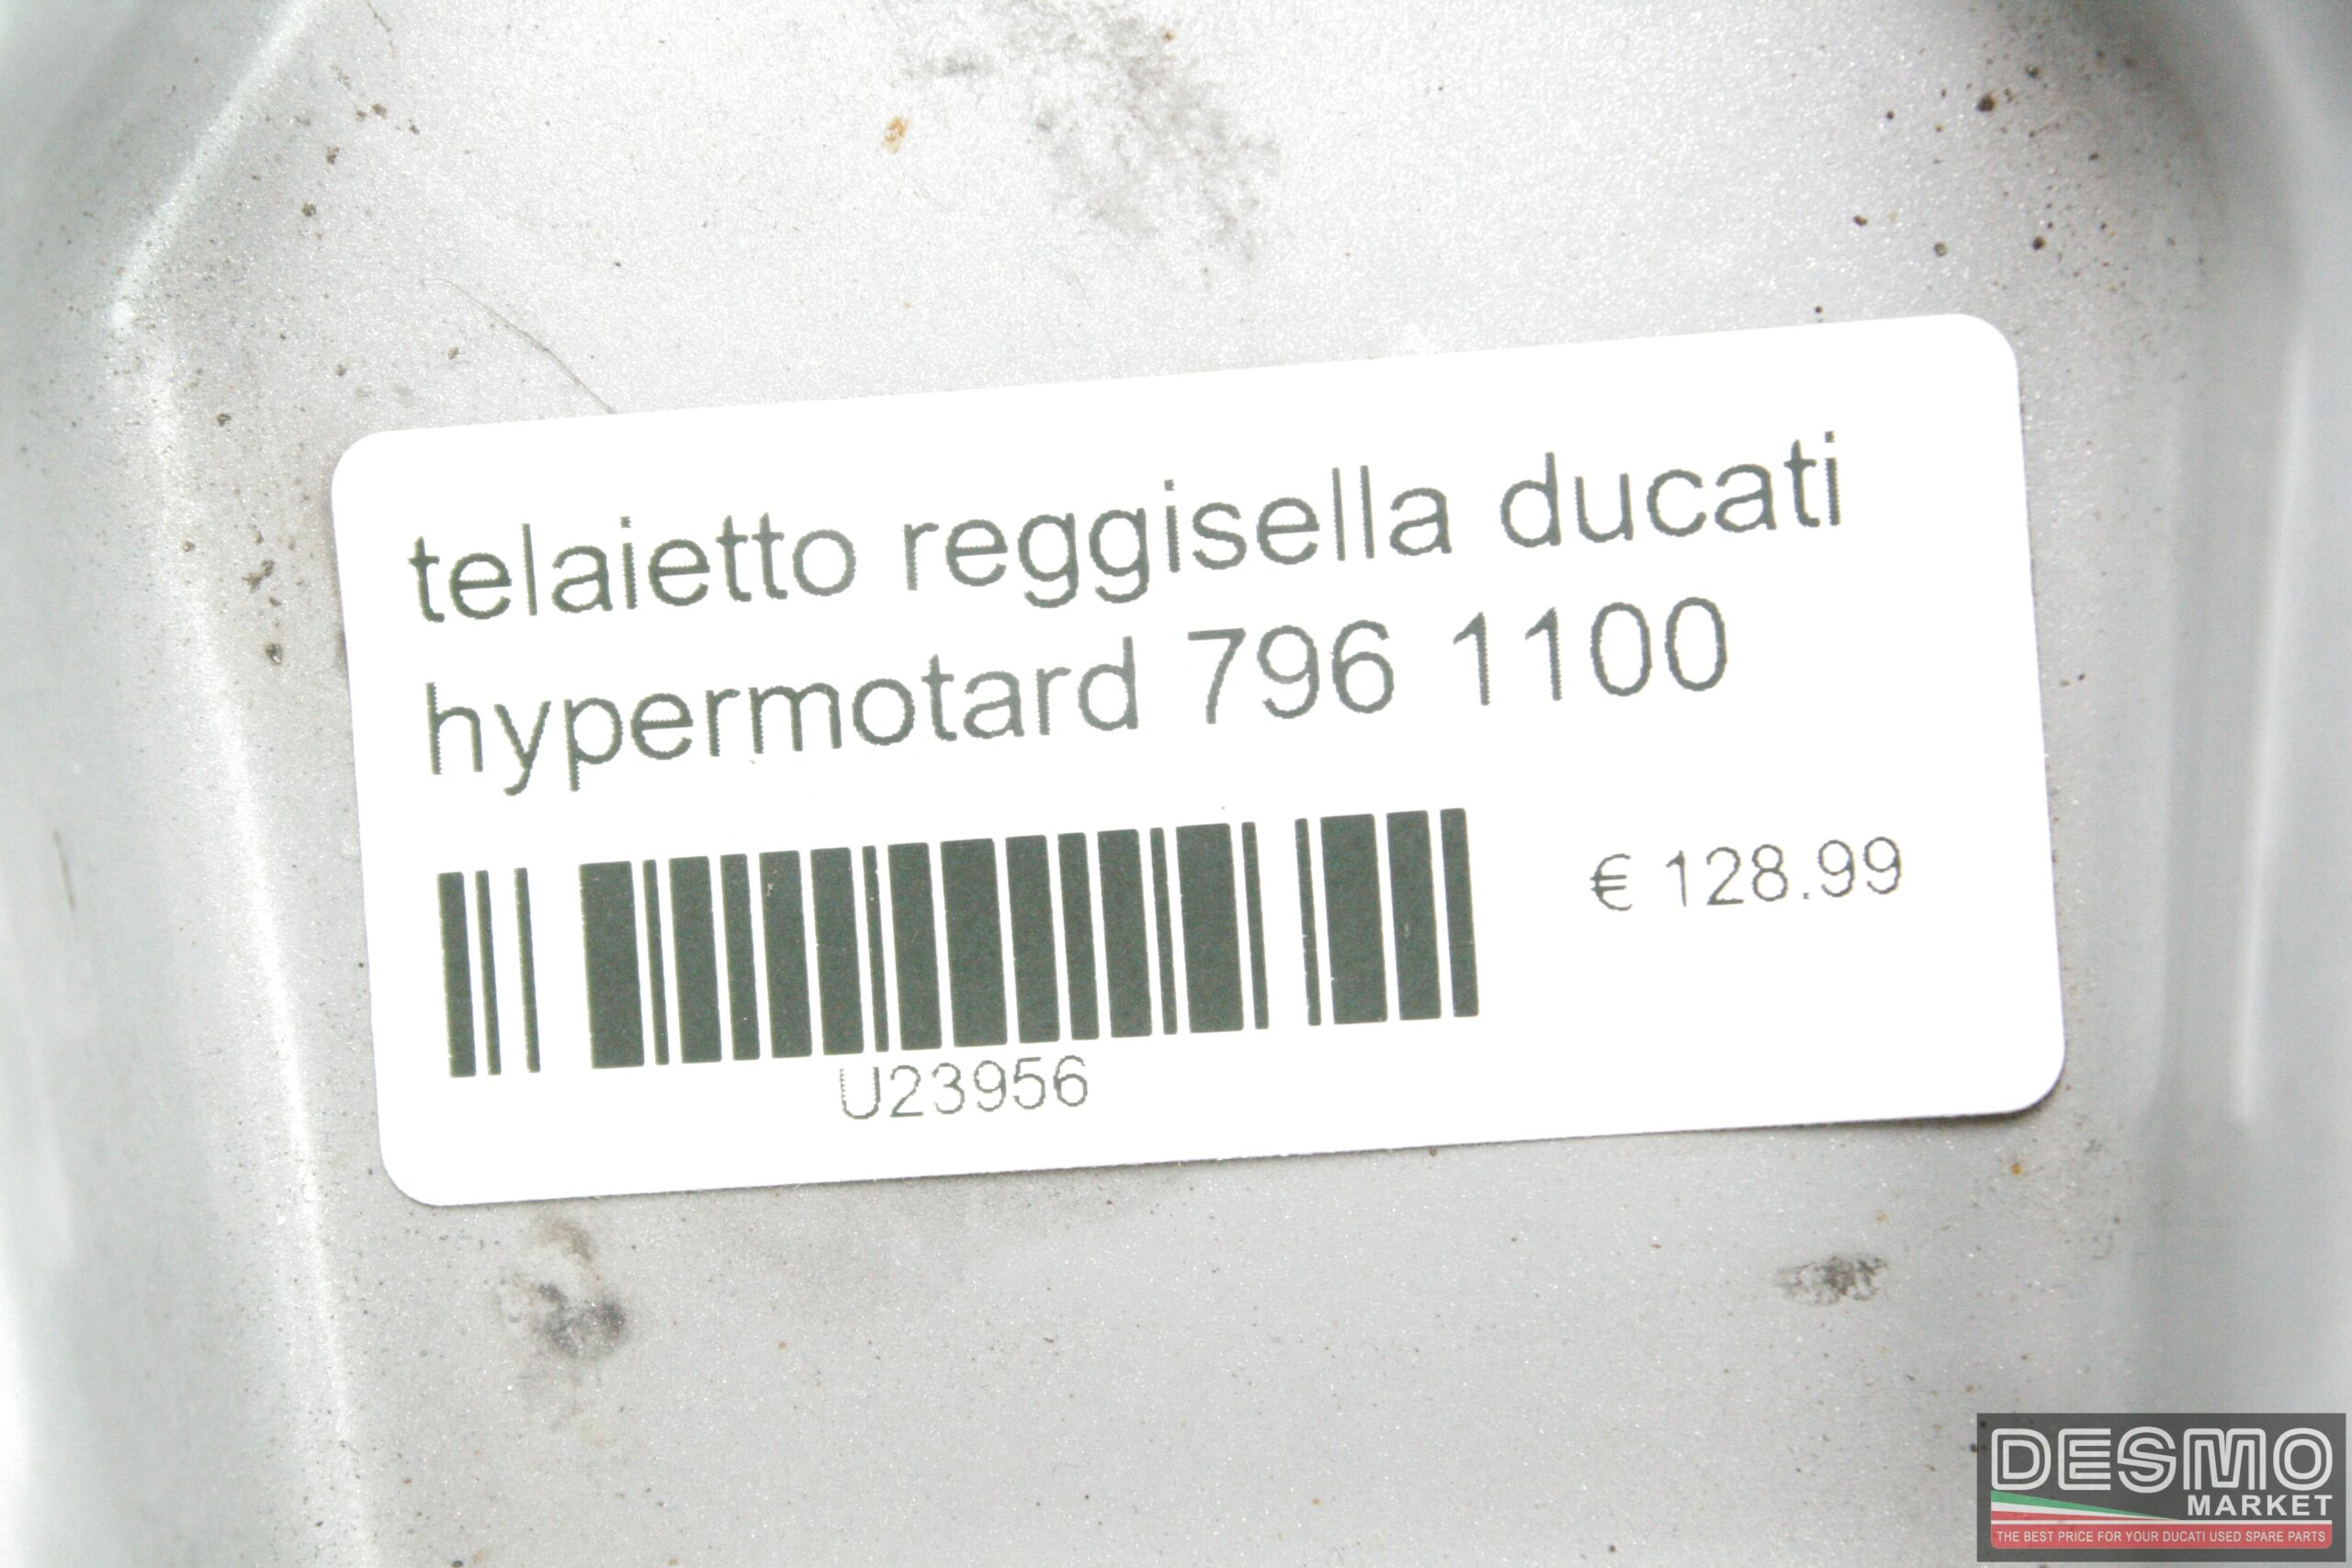 telaietto reggisella ducati
hypermotard 796 1100
€ 128.99
U23956
DESMO
MARKET
THE BEST PRICE FOR YOUR DUCATI USED SPARE PARTS